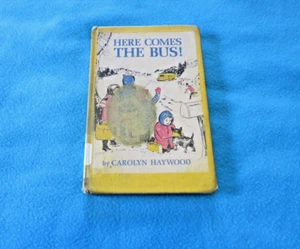 HERE COMES
THE BUS!
by CAROLYN HAYWOOD